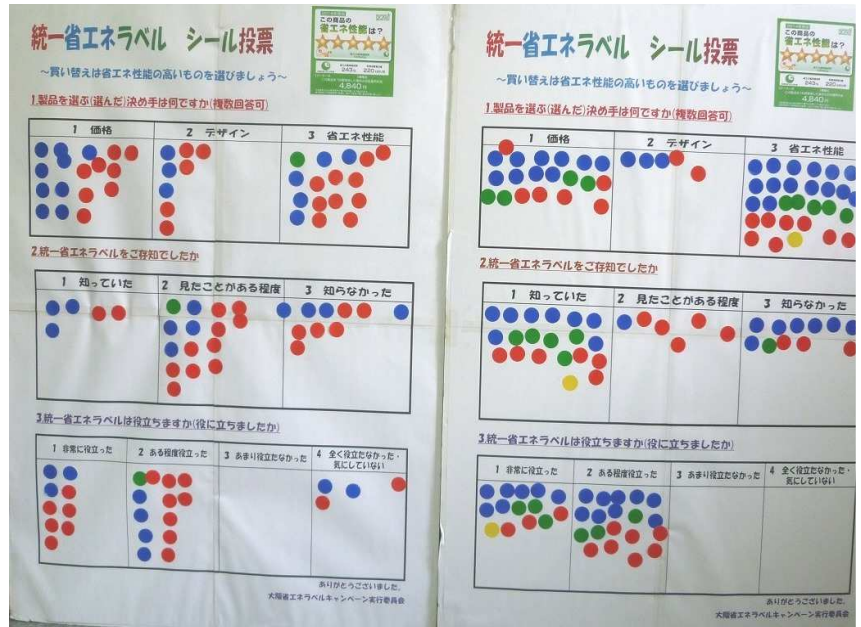 統一省エネラベル シール投票
この商品の
省エネ性能は?
4,840円
~買い替えは省エネ性能の高いものを選びましょう~
1.製品を選ぶ(選んだ)決め手は何ですか(複数回答可)
1 価格
2 デザイン
3 省エネ性能
2.統一省エネラベルをご存知でしたか
1 知っていた
2 見たことがある程度
3 知らなかった
3.統一省エネラベルは役立ちますか(役に立ちましたか)
1 非常に役立った
2 ある程度役立った
3 あまり役立たなかった
4 全く役立たなかった・
気にしていない
ありがとうございました。
大阪省エネラベルキャンペーン実行委員会
統一省エネラベル シール投票
この商品の
省エネ性能は?
4,840円
~買い替えは省エネ性能の高いものを選びましょう~
1.製品を選ぶ(選んだ)決め手は何ですか(複数回答可)
1 価格
2 デザイン
3 省エネ性能
2.統一省エネラベルをご存知でしたか
1 知っていた
2 見たことがある程度
3 知らなかった
3.統一省エネラベルは役立ちますか(役に立ちましたか)
1 非常に役立った
2 ある程度役立った
3 あまり役立たなかった
4 全く役立たなかった・
気にしていない
ありがとうございました。
大阪省エネラベルキャンペーン実行委員会